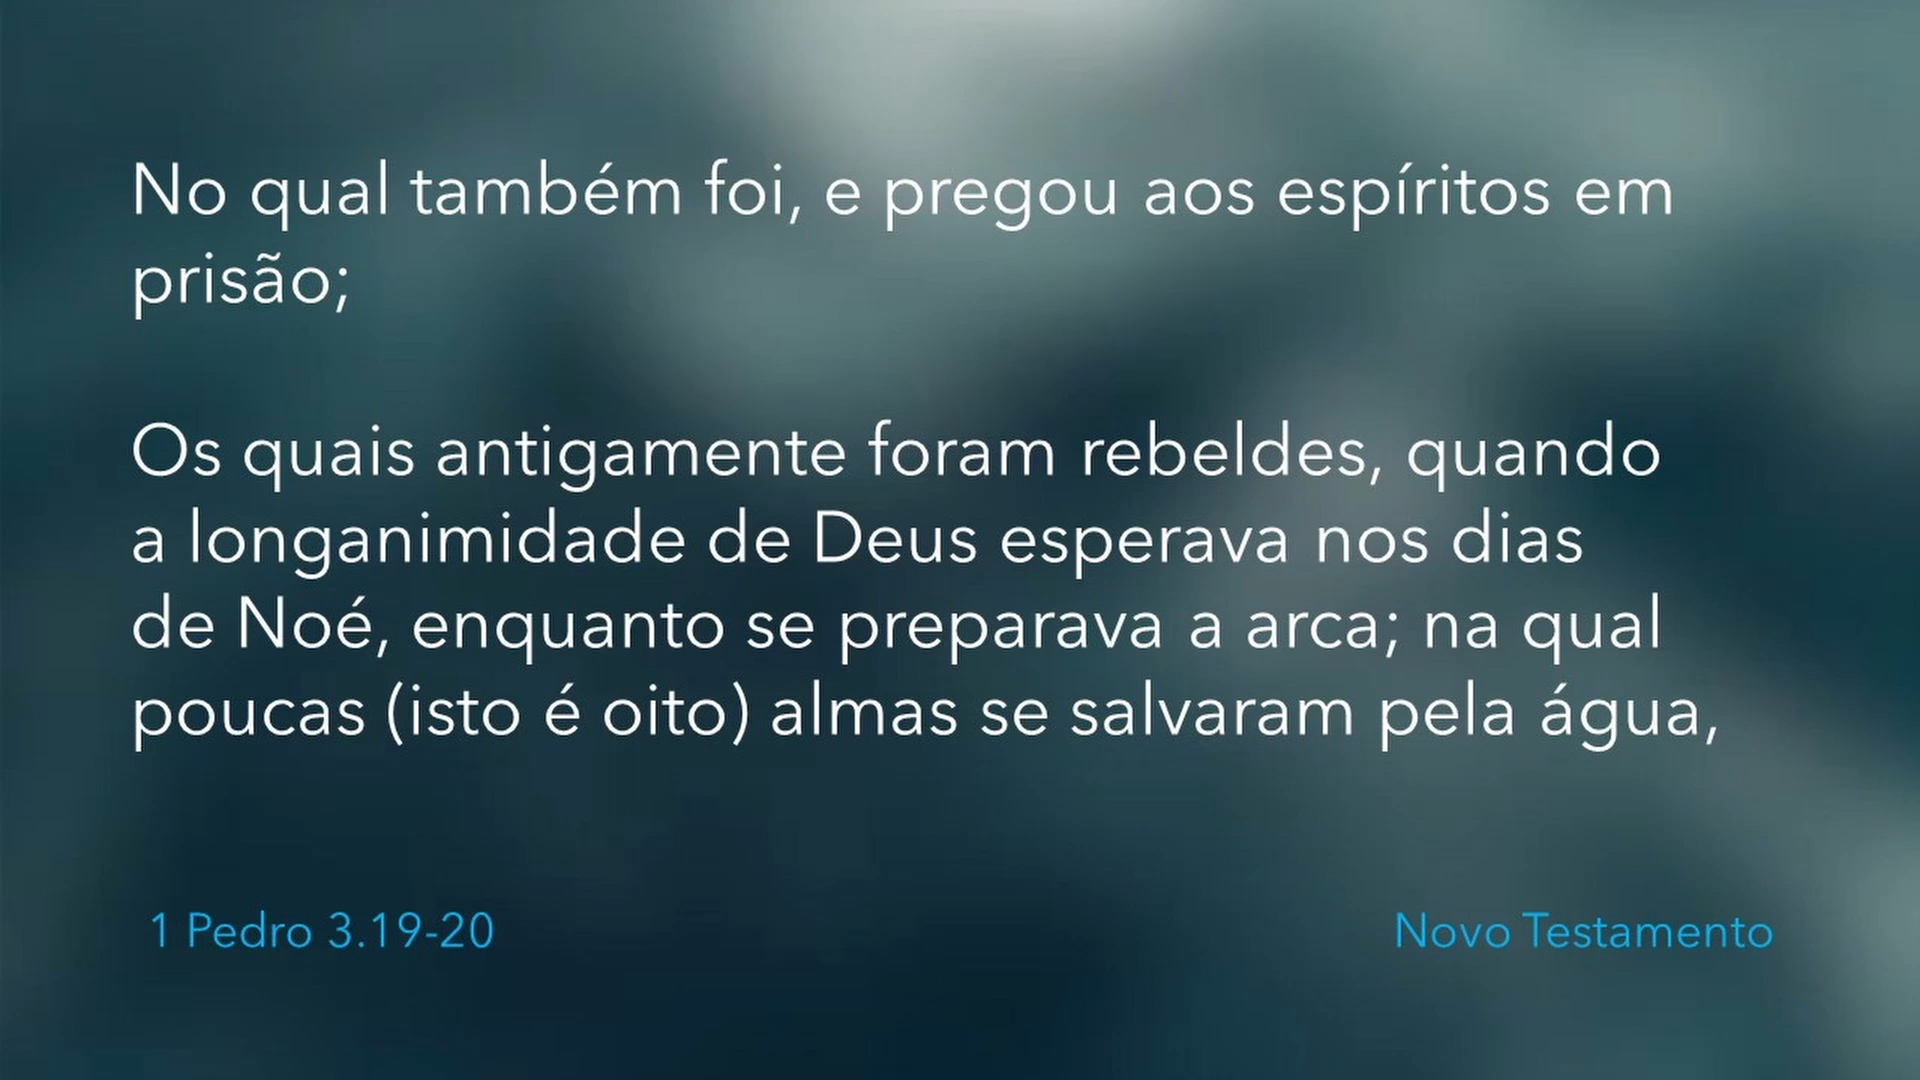 No qual também foi, e pregou aos espíritos em
prisão;
Os quais antigamente foram rebeldes, quando
a longanimidade de Deus esperava nos dias
de Noé, enquanto se preparava a arca; na qual
poucas (isto é oito) almas se salvaram pela água,
1 Pedro 3.19-20
Novo Testamento